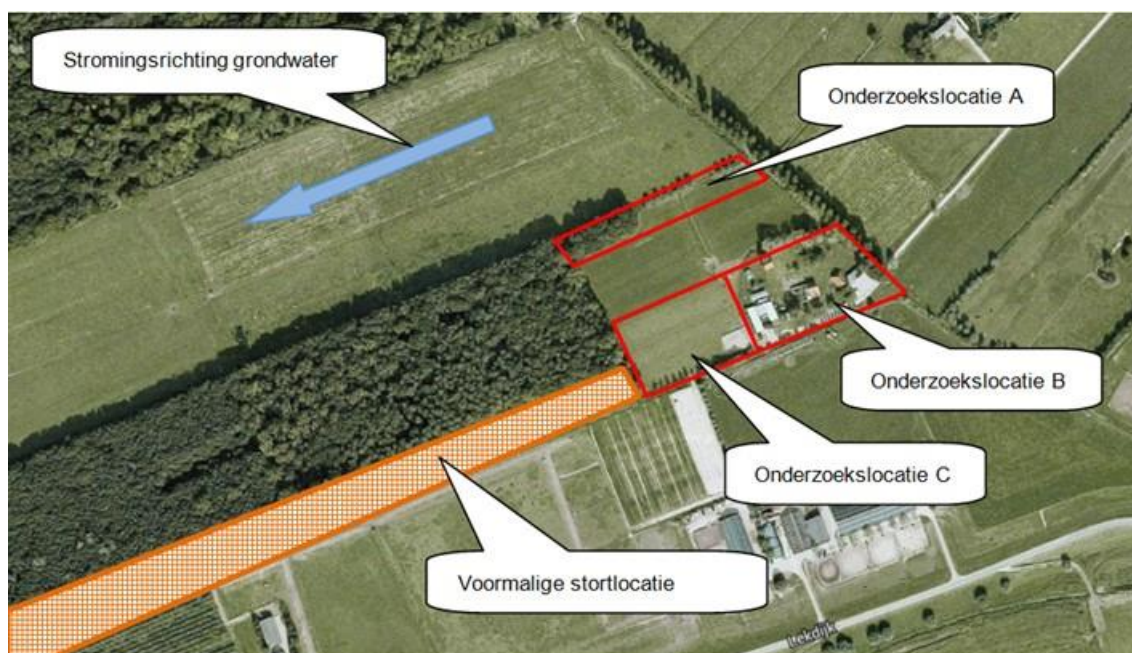 Stromingsrichting grondwater
Onderzoekslocatie A
Onderzoekslocatie B
Onderzoekslocatie C
Voormalige stortlocatie
Lekdijk